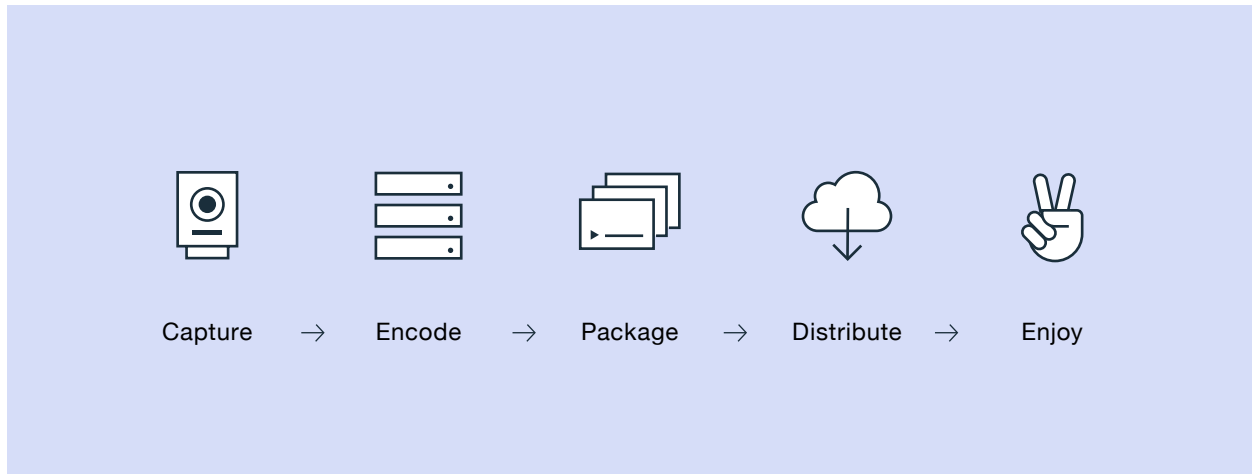 Capture → Encode → Package → Distribute → Enjoy